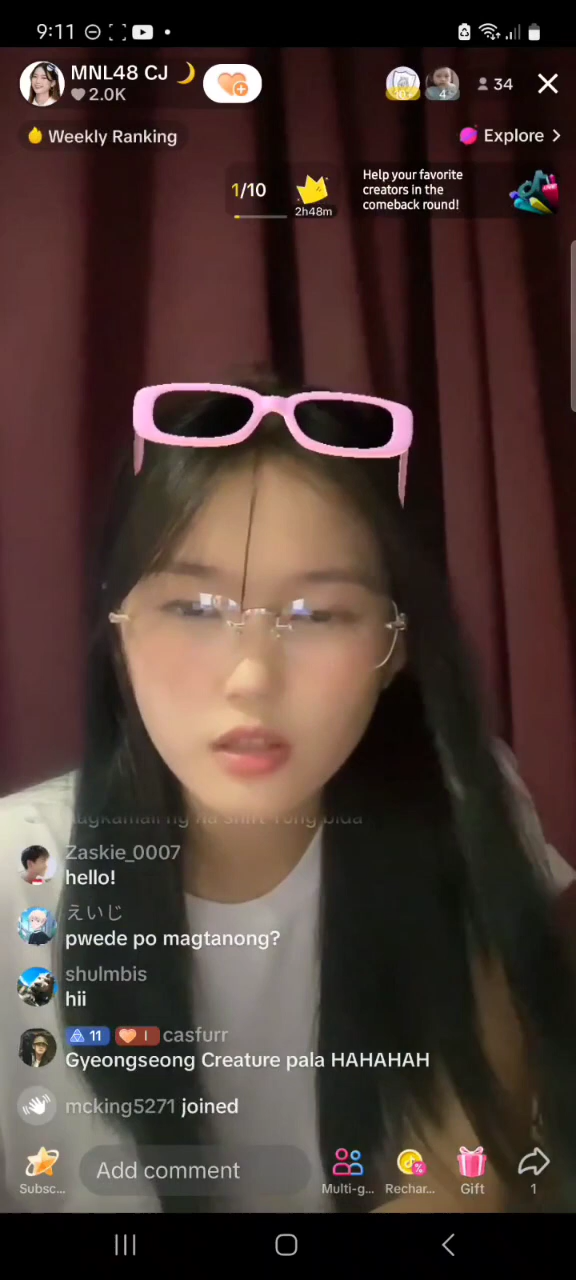 9:11
MNL48 CJ 🌙
2.0K
34
Weekly Ranking
Explore >
1/10
2h48m
Help your favorite
creators in the
comeback round!
Zaskie_0007
hello!
えいじ
pwede po magtanong?
shulmbis
hii
11 I casfurr
Gyeongseong Creature pala HAHAHAH
mcking5271 joined
Subsc...
Add comment
Multi-g...
Rechar...
Gift
1